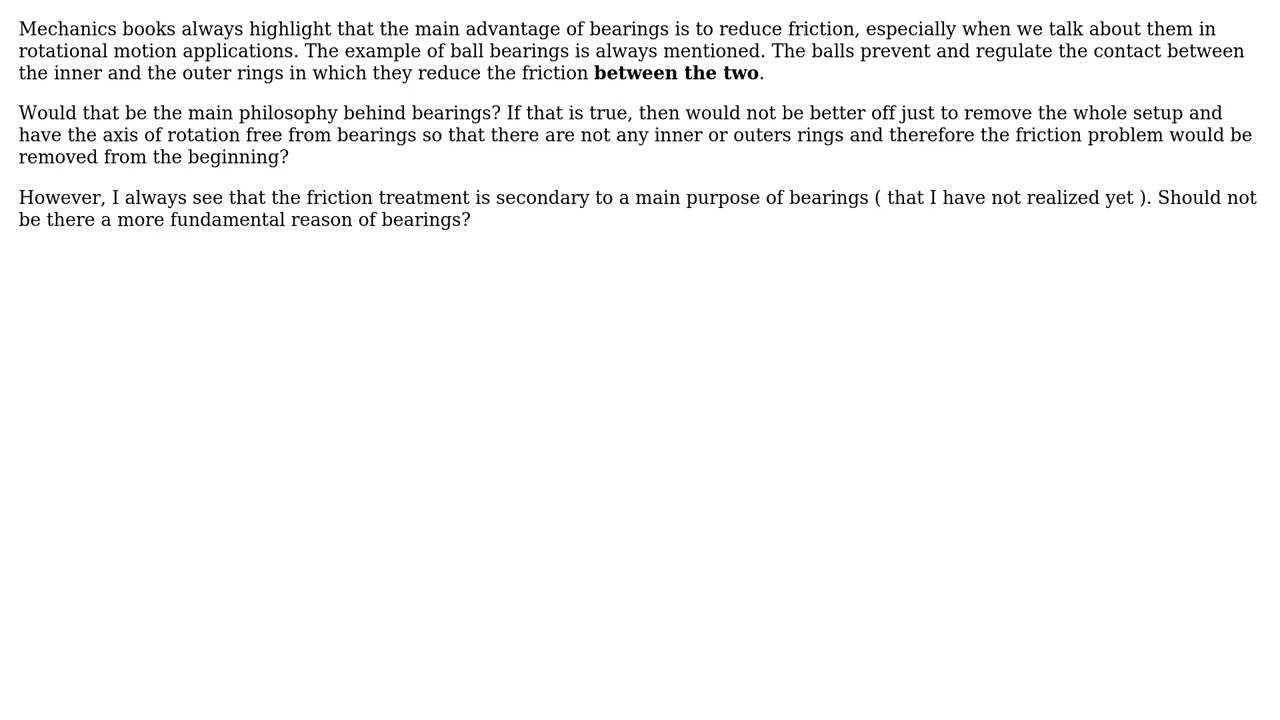 Mechanics books always highlight that the main advantage of bearings is to reduce friction, especially when we talk about them in
rotational motion applications. The example of ball bearings is always mentioned. The balls prevent and regulate the contact between
the inner and the outer rings in which they reduce the friction between the two.
Would that be the main philosophy behind bearings? If that is true, then would not be better off just to remove the whole setup and
have the axis of rotation free from bearings so that there are not any inner or outers rings and therefore the friction problem would be
removed from the beginning?
However, I always see that the friction treatment is secondary to a main purpose of bearings ( that I have not realized yet ). Should not
be there a more fundamental reason of bearings?